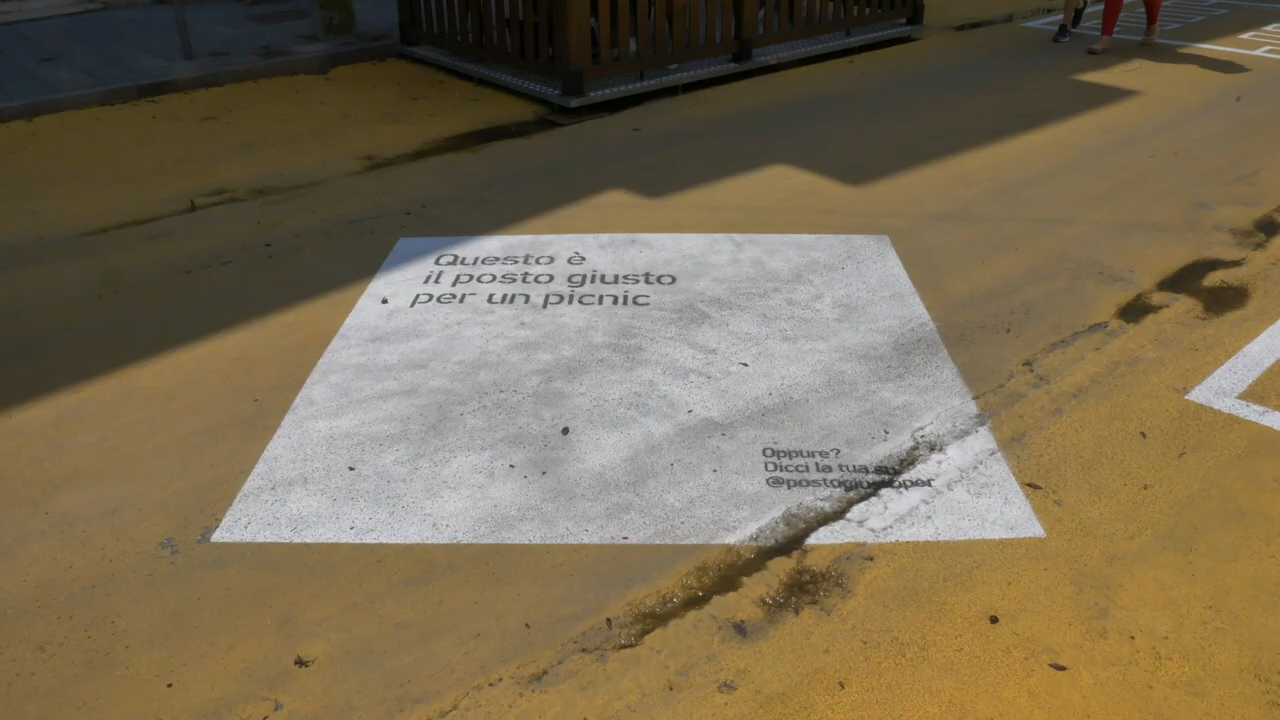 Questo è
il posto giusto
per un picnic
Oppure?
Dicci la tua su
@postogiustoper